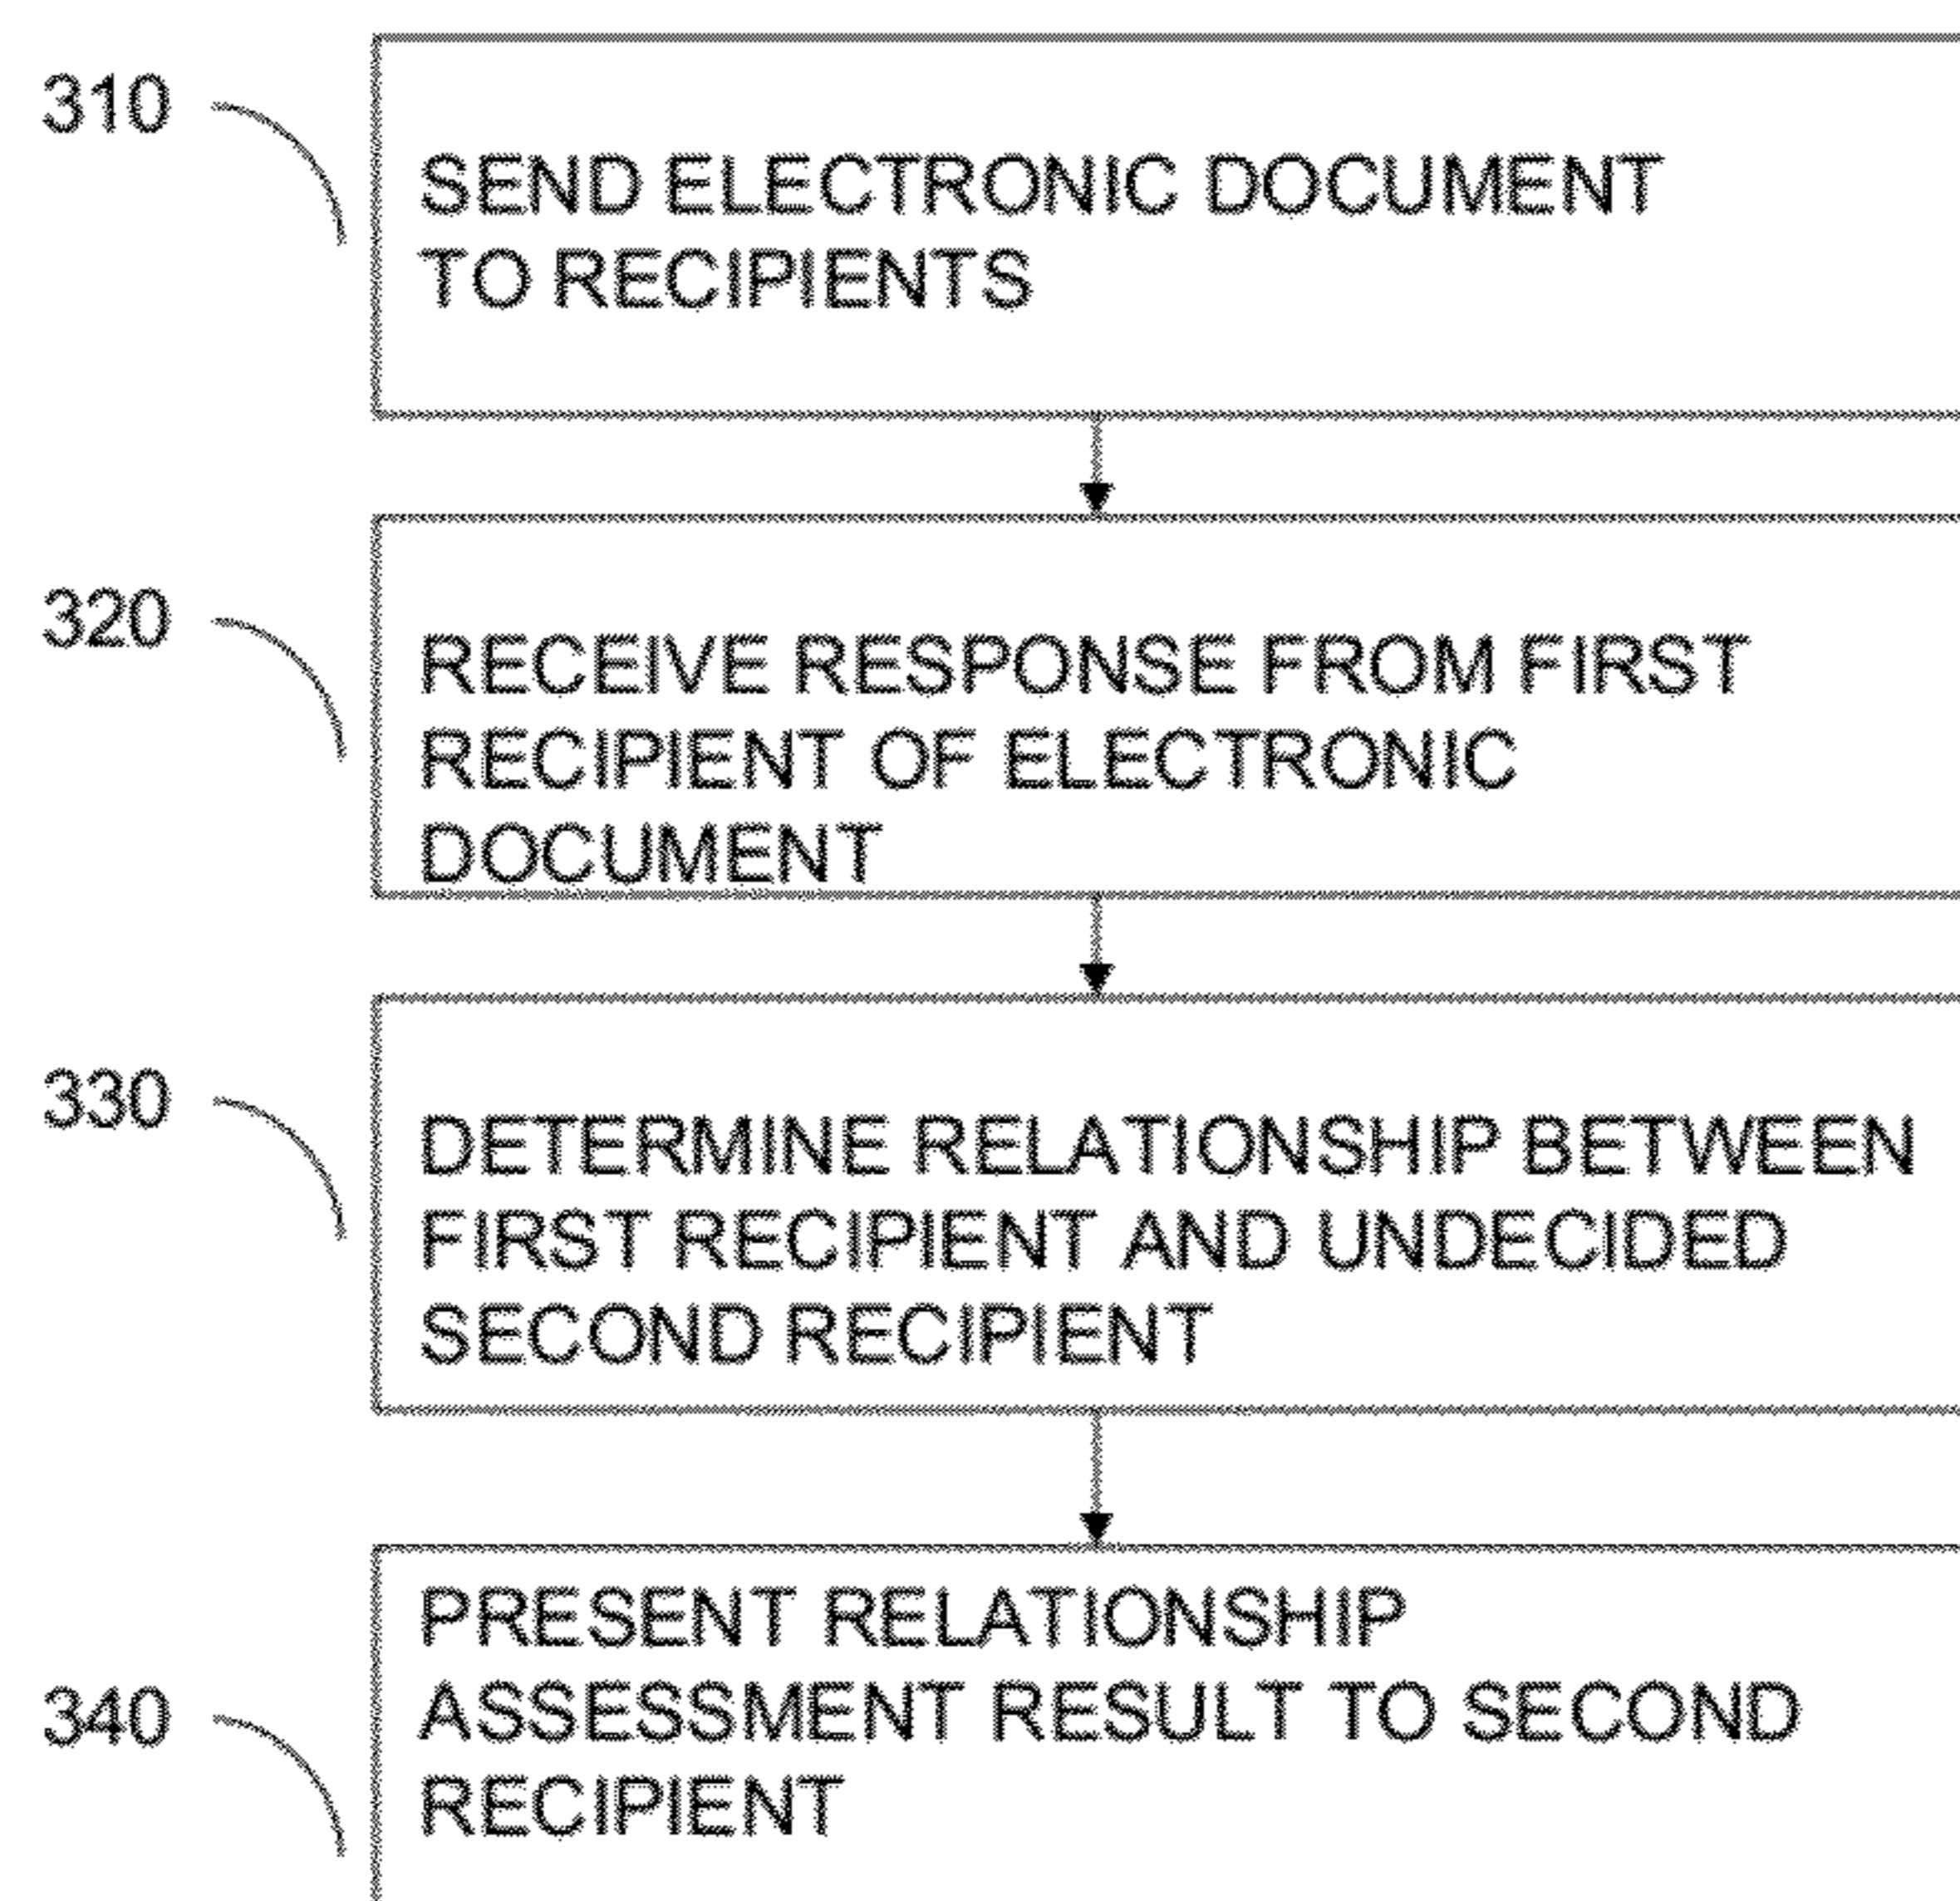 310
SEND ELECTRONIC DOCUMENT
TO RECIPIENTS
320
RECEIVE RESPONSE FROM FIRST
RECIPIENT OF ELECTRONIC
DOCUMENT
330
DETERMINE RELATIONSHIP BETWEEN
FIRST RECIPIENT AND UNDECIDED
SECOND RECIPIENT
340
PRESENT RELATIONSHIP
ASSESSMENT RESULT TO SECOND
RECIPIENT